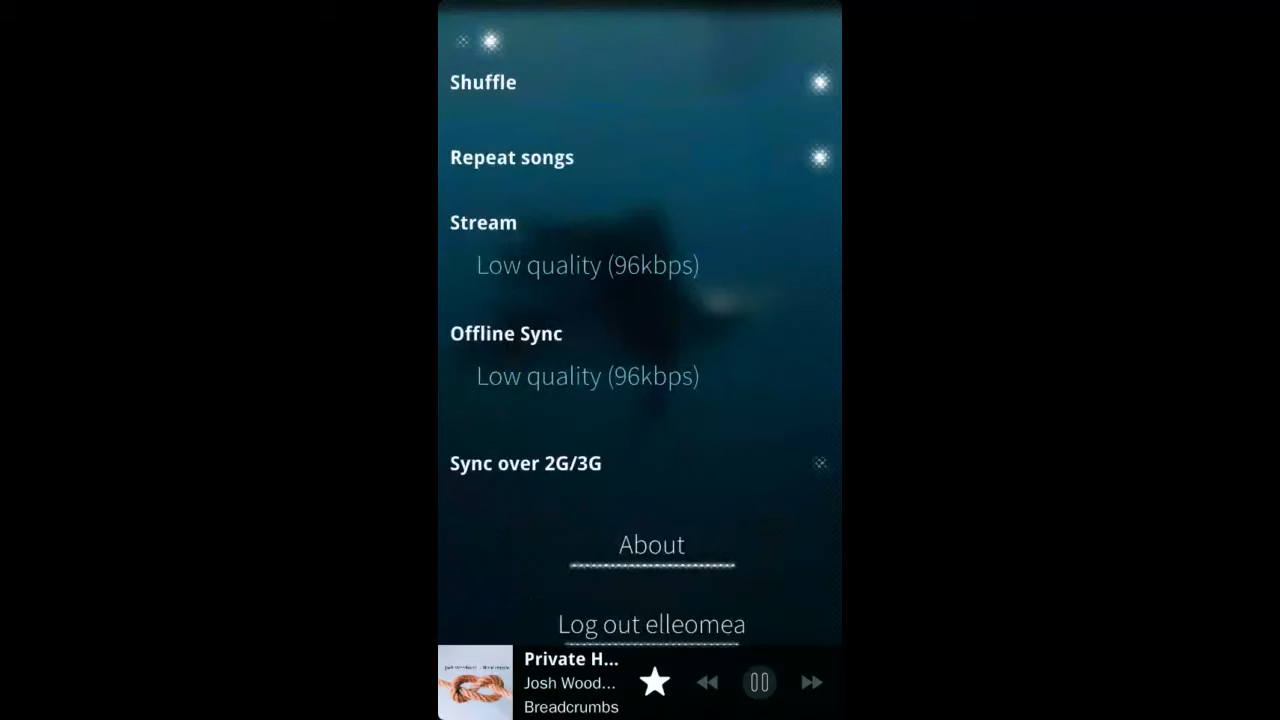 Shuffle
Repeat songs
Stream
Low quality (96kbps)
Offline Sync
Low quality (96kbps)
Sync over 2G/3G
About
Log out elleomea
Private H...
Josh Wood...
Breadcrumbs